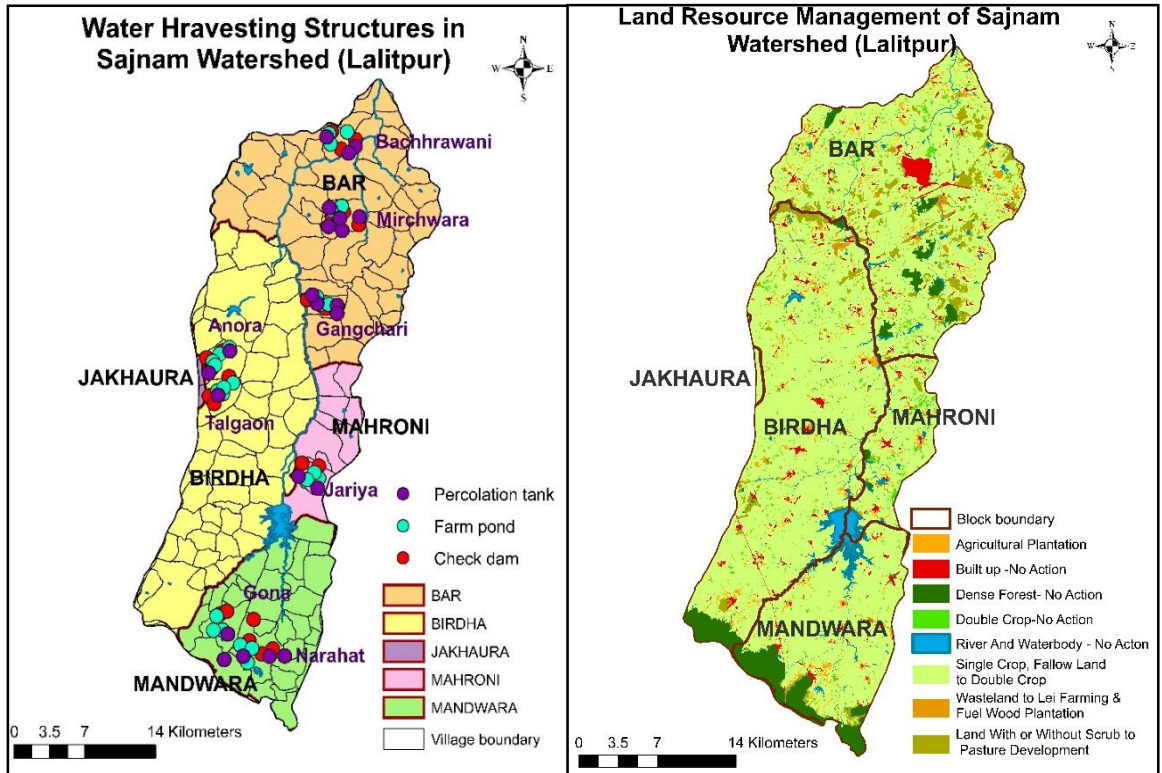 Water Hravesting Structures in
Sajnam Watershed (Lalitpur)
N
W
E
S
Bachhrawani
BAR
Mirchwara
Gangchari
Anora
JAKHAURA
Talgaon
MAHRONI
BIRDHA
Jariya
Gona
Narahat
MANDWARA
Percolation tank
Farm pond
Check dam
BAR
BIRDHA
JAKHAURA
MAHRONI
MANDWARA
Village boundary
0 3.5 7 14 Kilometers
Land Resource Management of Sajnam
Watershed (Lalitpur)
N
W
E
BAR
JAKHAURA
BIRDHA
MAHRONI
MANDWARA
Block boundary
Agricultural Plantation
Built up -No Action
Dense Forest- No Action
Double Crop-No Action
River And Waterbody - No Acton
Single Crop, Fallow Land
to Double Crop
Wasteland to Lei Farming &
Fuel Wood Plantation
Land With or Without Scrub to
Pasture Development
0 3.5 7 14 Kilometers